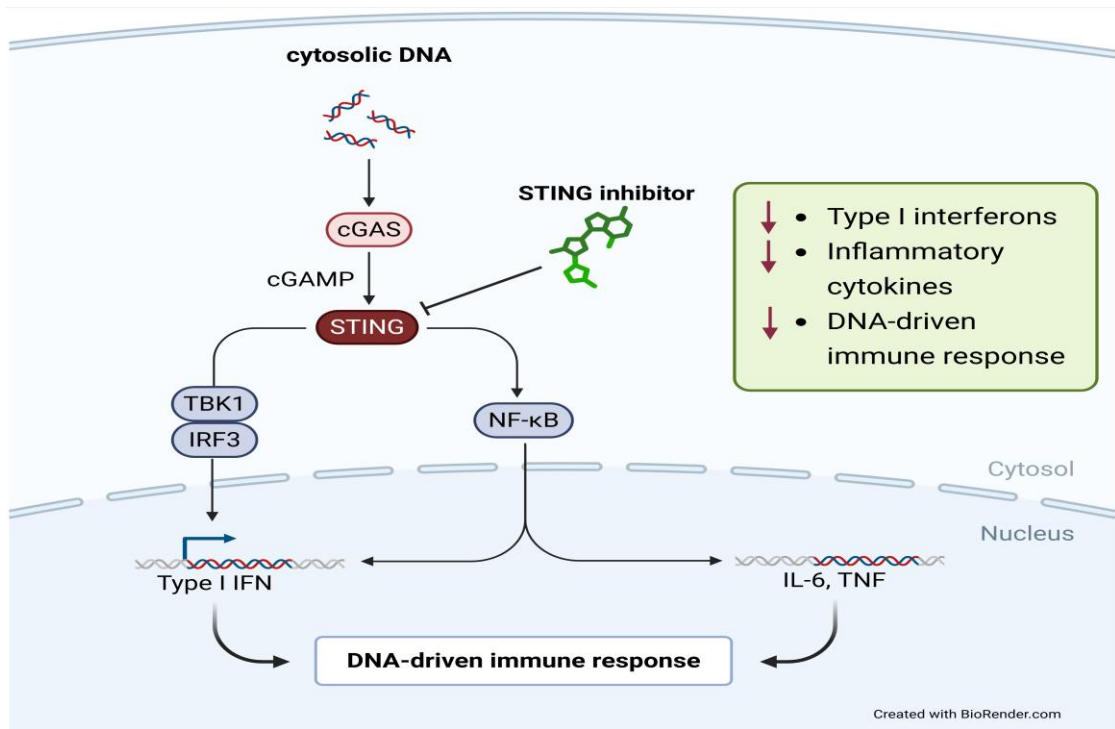 cytosolic DNA
STING inhibitor
cGAS
cGAMP
STING
TBK1
IRF3
NF-κB
• Type I interferons
• Inflammatory
cytokines
• DNA-driven
immune response
Cytosol
Nucleus
Type I IFN
IL-6, TNF
DNA-driven immune response
Created with BioRender.com